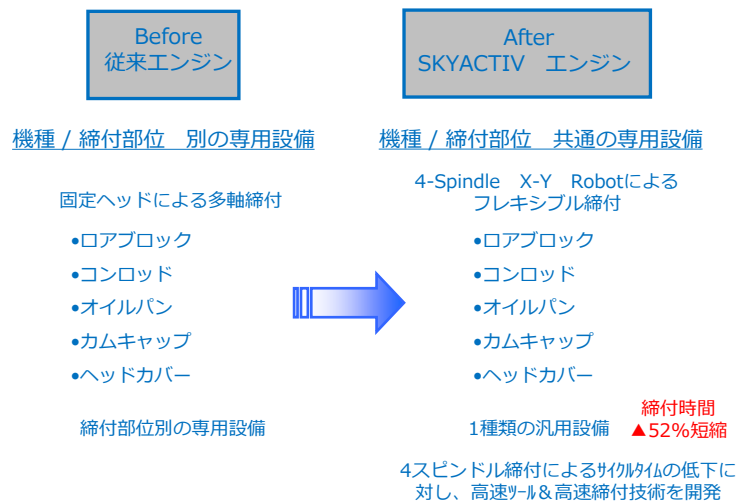 Before
従来エンジン
After
SKYACTIV　エンジン
機種 / 締付部位　別の専用設備
機種 / 締付部位　共通の専用設備
固定ヘッドによる多軸締付
•ロアブロック
•コンロッド
•オイルパン
•カムキャップ
•ヘッドカバー
締付部位別の専用設備
4-Spindle　X-Y　Robotによる
フレキシブル締付
•ロアブロック
•コンロッド
•オイルパン
•カムキャップ
•ヘッドカバー
1種類の汎用設備
締付時間
▲52%短縮
4スピンドル締付によるｻｲｸﾙﾀｲﾑの低下に
対し、高速ﾂｰﾙ＆高速締付技術を開発